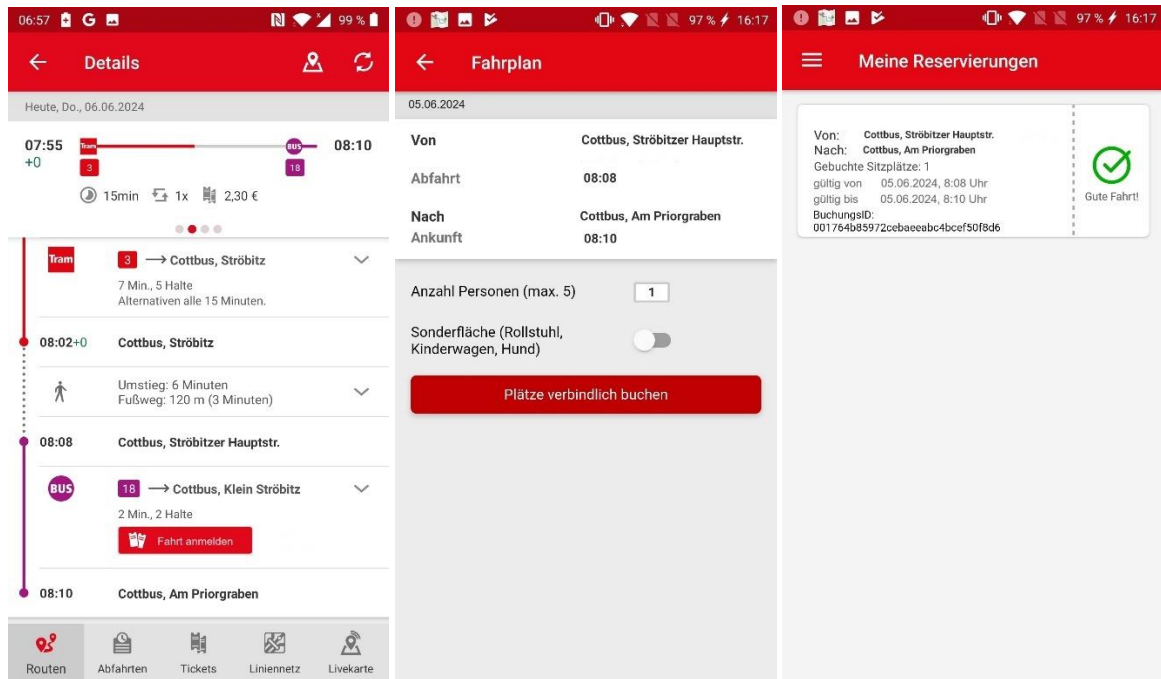 06:57
G
99 %
Details
Heute, Do., 06.06.2024
07:55
+0
Tram
BUS
08:10
3
18
15min
1x
2,30 €
Tram
3 → Cottbus, Ströbitz
7 Min., 5 Halte
Alternativen alle 15 Minuten.
08:02+0
Cottbus, Ströbitz
Umstieg: 6 Minuten
Fußweg: 120 m (3 Minuten)
08:08
Cottbus, Ströbitzer Hauptstr.
BUS
18 → Cottbus, Klein Ströbitz
2 Min., 2 Halte
Fahrt anmelden
08:10
Cottbus, Am Priorgraben
Routen
Abfahrten
Tickets
Liniennetz
Livekarte
97 %
16:17
Fahrplan
05.06.2024
Von
Cottbus, Ströbitzer Hauptstr.
Abfahrt
08:08
Nach
Cottbus, Am Priorgraben
Ankunft
08:10
Anzahl Personen (max. 5)
1
Sonderfläche (Rollstuhl,
Kinderwagen, Hund)
Plätze verbindlich buchen
97 %
16:17
Meine Reservierungen
Von: Cottbus, Ströbitzer Hauptstr.
Nach: Cottbus, Am Priorgraben
Gebuchte Sitzplätze: 1
gültig von 05.06.2024, 8:08 Uhr
gültig bis 05.06.2024, 8:10 Uhr
BuchungsID:
001764b85972cebaeeabc4bcef50f8d6
Gute Fahrt!